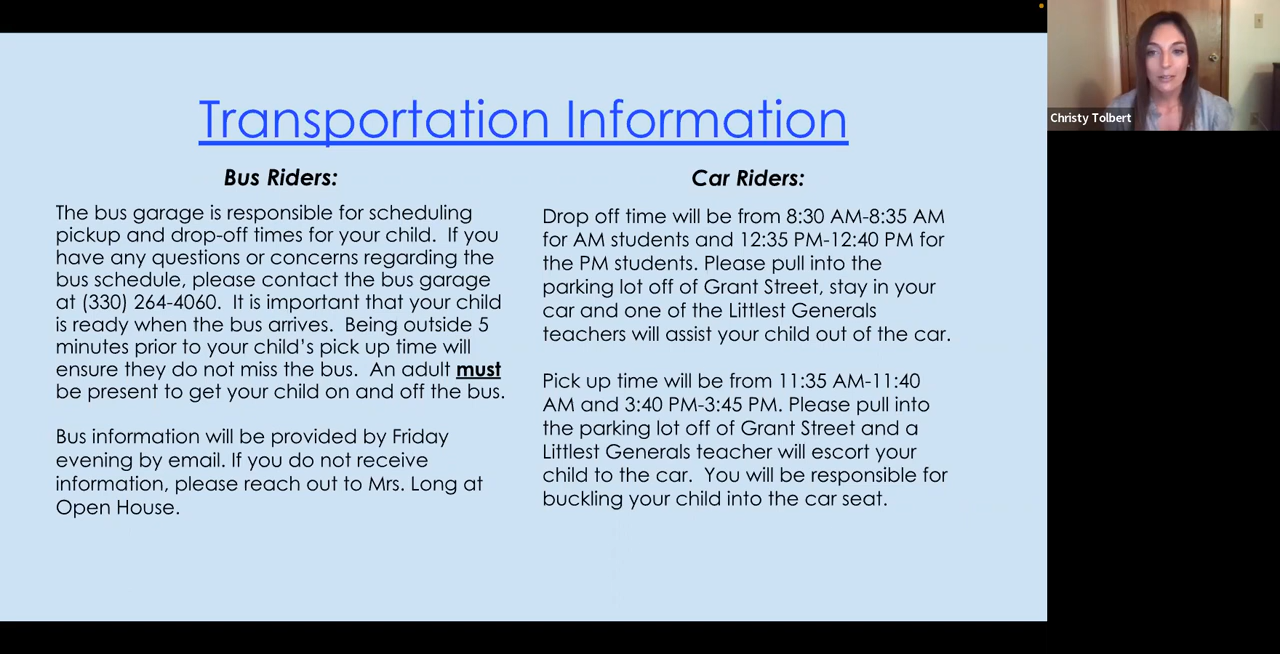 Transportation Information
Bus Riders:
The bus garage is responsible for scheduling
pickup and drop-off times for your child.  If you
have any questions or concerns regarding the
bus schedule, please contact the bus garage
at (330) 264-4060.  It is important that your child
is ready when the bus arrives.  Being outside 5
minutes prior to your child's pick up time will
ensure they do not miss the bus.  An adult must
be present to get your child on and off the bus.
Bus information will be provided by Friday
evening by email. If you do not receive
information, please reach out to Mrs. Long at
Open House.
Car Riders:
Drop off time will be from 8:30 AM-8:35 AM
for AM students and 12:35 PM-12:40 PM for
the PM students. Please pull into the
parking lot off of Grant Street, stay in your
car and one of the Littlest Generals
teachers will assist your child out of the car.
Pick up time will be from 11:35 AM-11:40
AM and 3:40 PM-3:45 PM. Please pull into
the parking lot off of Grant Street and a
Littlest Generals teacher will escort your
child to the car.  You will be responsible for
buckling your child into the car seat.
Christy Tolbert